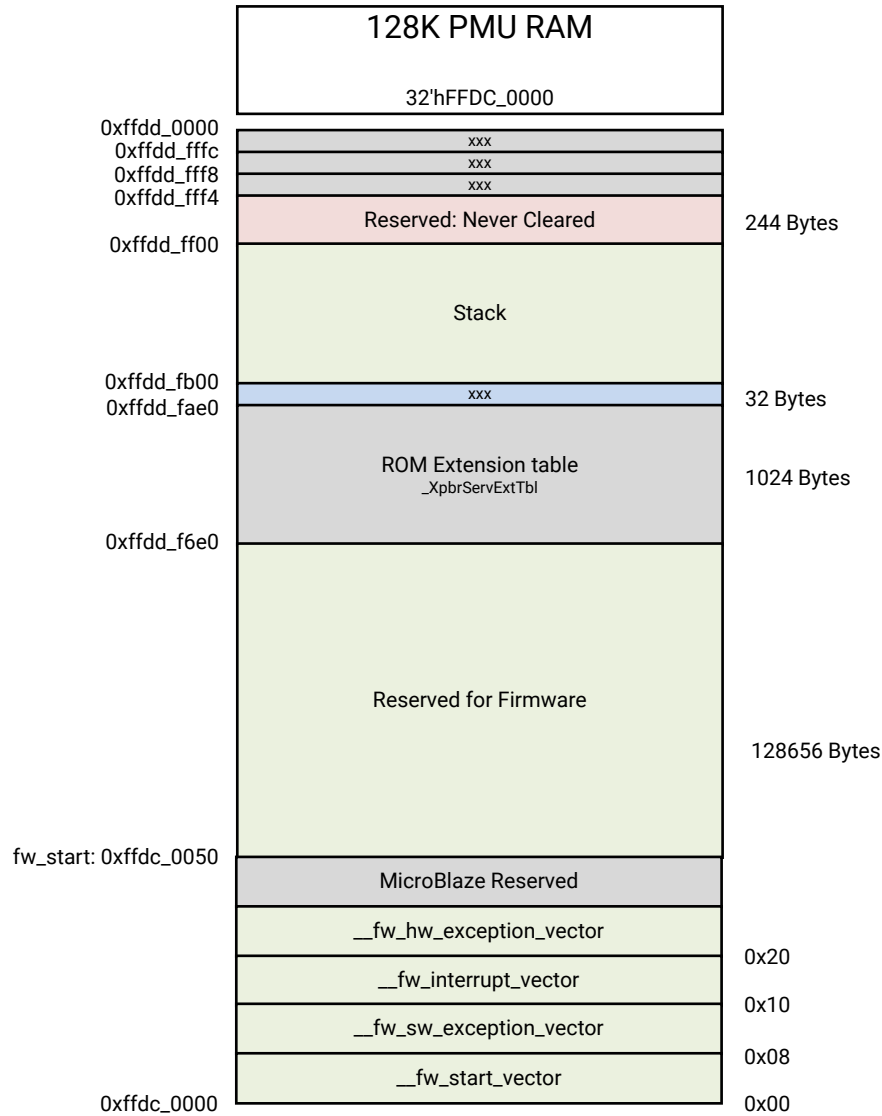 128K PMU RAM
32'hFFDC_0000
0xffdd_0000
xxx
0xffdd_fffc
xxx
0xffdd_fff8
xxx
0xffdd_fff4
Reserved: Never Cleared
244 Bytes
0xffdd_ff00
Stack
0xffdd_fb00
xxx
32 Bytes
0xffdd_fae0
ROM Extension table
_XpbrServExtTbl
1024 Bytes
0xffdd_f6e0
Reserved for Firmware
128656 Bytes
fw_start: 0xffdc_0050
MicroBlaze Reserved
__fw_hw_exception_vector
0x20
__fw_interrupt_vector
0x10
__fw_sw_exception_vector
0x08
__fw_start_vector
0xffdc_0000
0x00